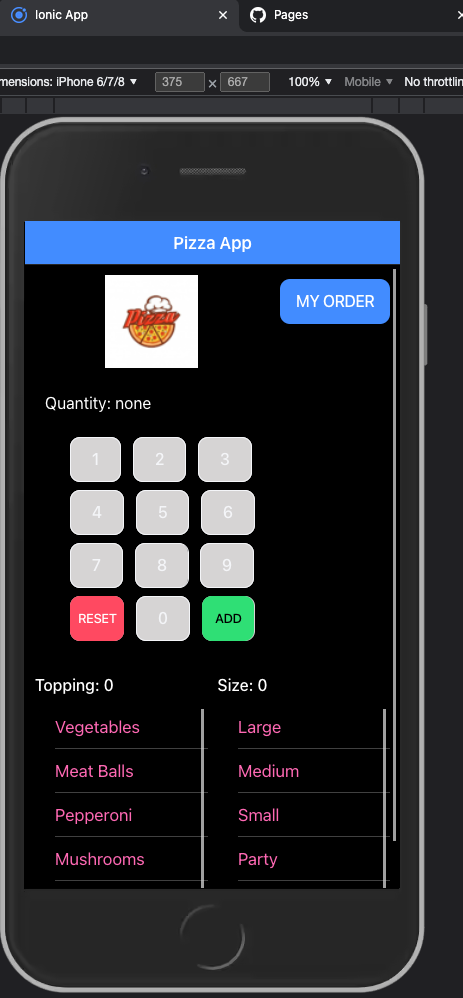 Ionic App ✕ Pages
mensions: iPhone 6/7/8 ▼ 375 × 667 100% ▼ Mobile ▼ No throttlin
Pizza App
Pizza
MY ORDER
Quantity: none
1 2 3
4 5 6
7 8 9
RESET 0 ADD
Topping: 0 Size: 0
Vegetables Large
Meat Balls Medium
Pepperoni Small
Mushrooms Party